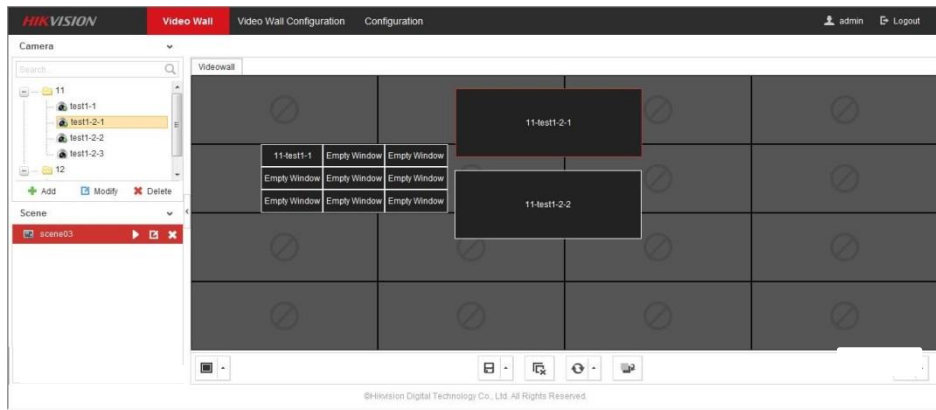 HIKVISION Video Wall Video Wall Configuration Configuration admin Logout
Camera
Search...
Videowall
11
test1-1
test1-2-1
test1-2-2
test1-2-3
12
Add Modify Delete
Scene
scene03
11-test1-2-1
11-test1-1 Empty Window Empty Window
Empty Window Empty Window Empty Window
Empty Window Empty Window Empty Window
11-test1-2-2
©Hikvision Digital Technology Co., Ltd. All Rights Reserved.